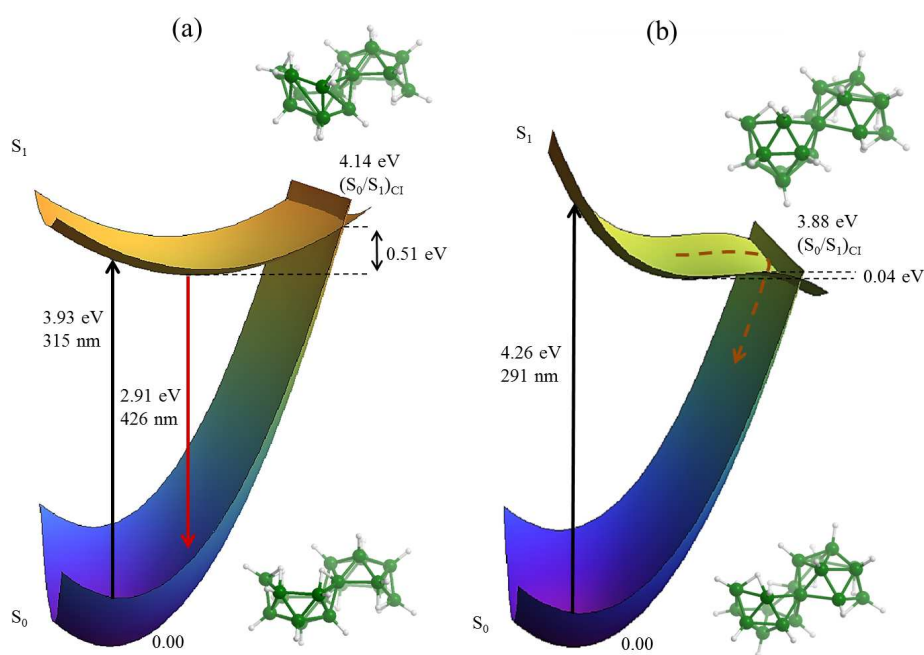 (a)
S1
4.14 eV
(S0/S1)CI
0.51 eV
3.93 eV
315 nm
2.91 eV
426 nm
S0
0.00
(b)
S1
3.88 eV
(S0/S1)CI
0.04 eV
4.26 eV
291 nm
S0
0.00